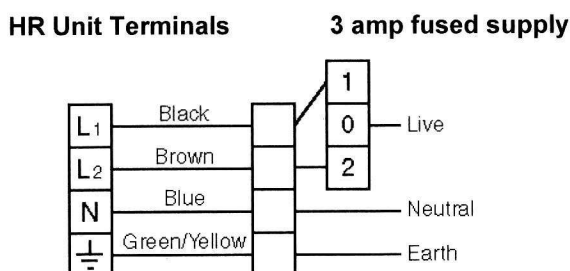 HR Unit Terminals
3 amp fused supply
1
L1 Black 0 Live
L2 Brown 2
N Blue Neutral
Green/Yellow Earth